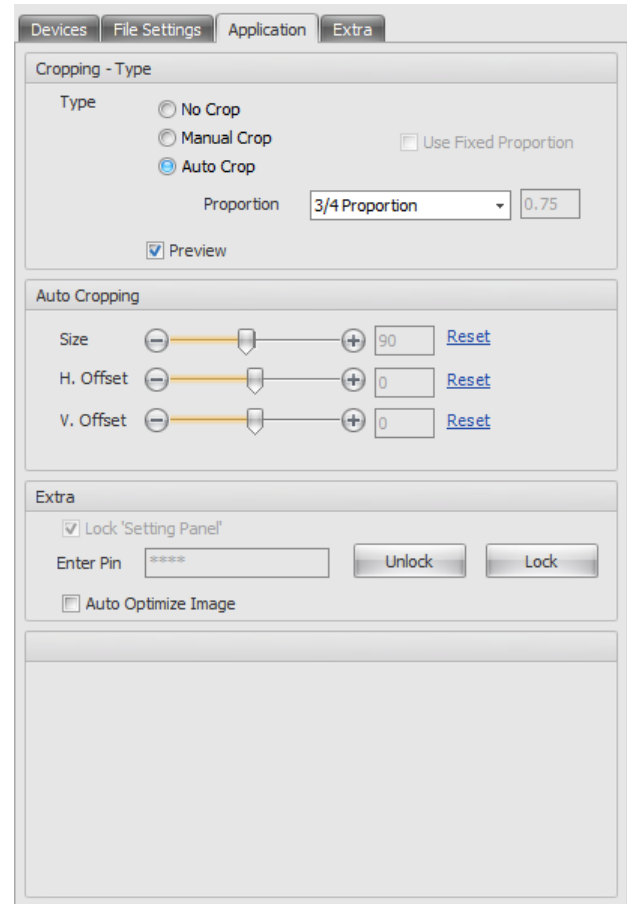 Devices File Settings Application Extra
Cropping - Type
Type
No Crop
Manual Crop Use Fixed Proportion
Auto Crop
Proportion 3/4 Proportion 0.75
Preview
Auto Cropping
Size 90 Reset
H. Offset 0 Reset
V. Offset 0 Reset
Extra
Lock 'Setting Panel'
Enter Pin **** Unlock Lock
Auto Optimize Image